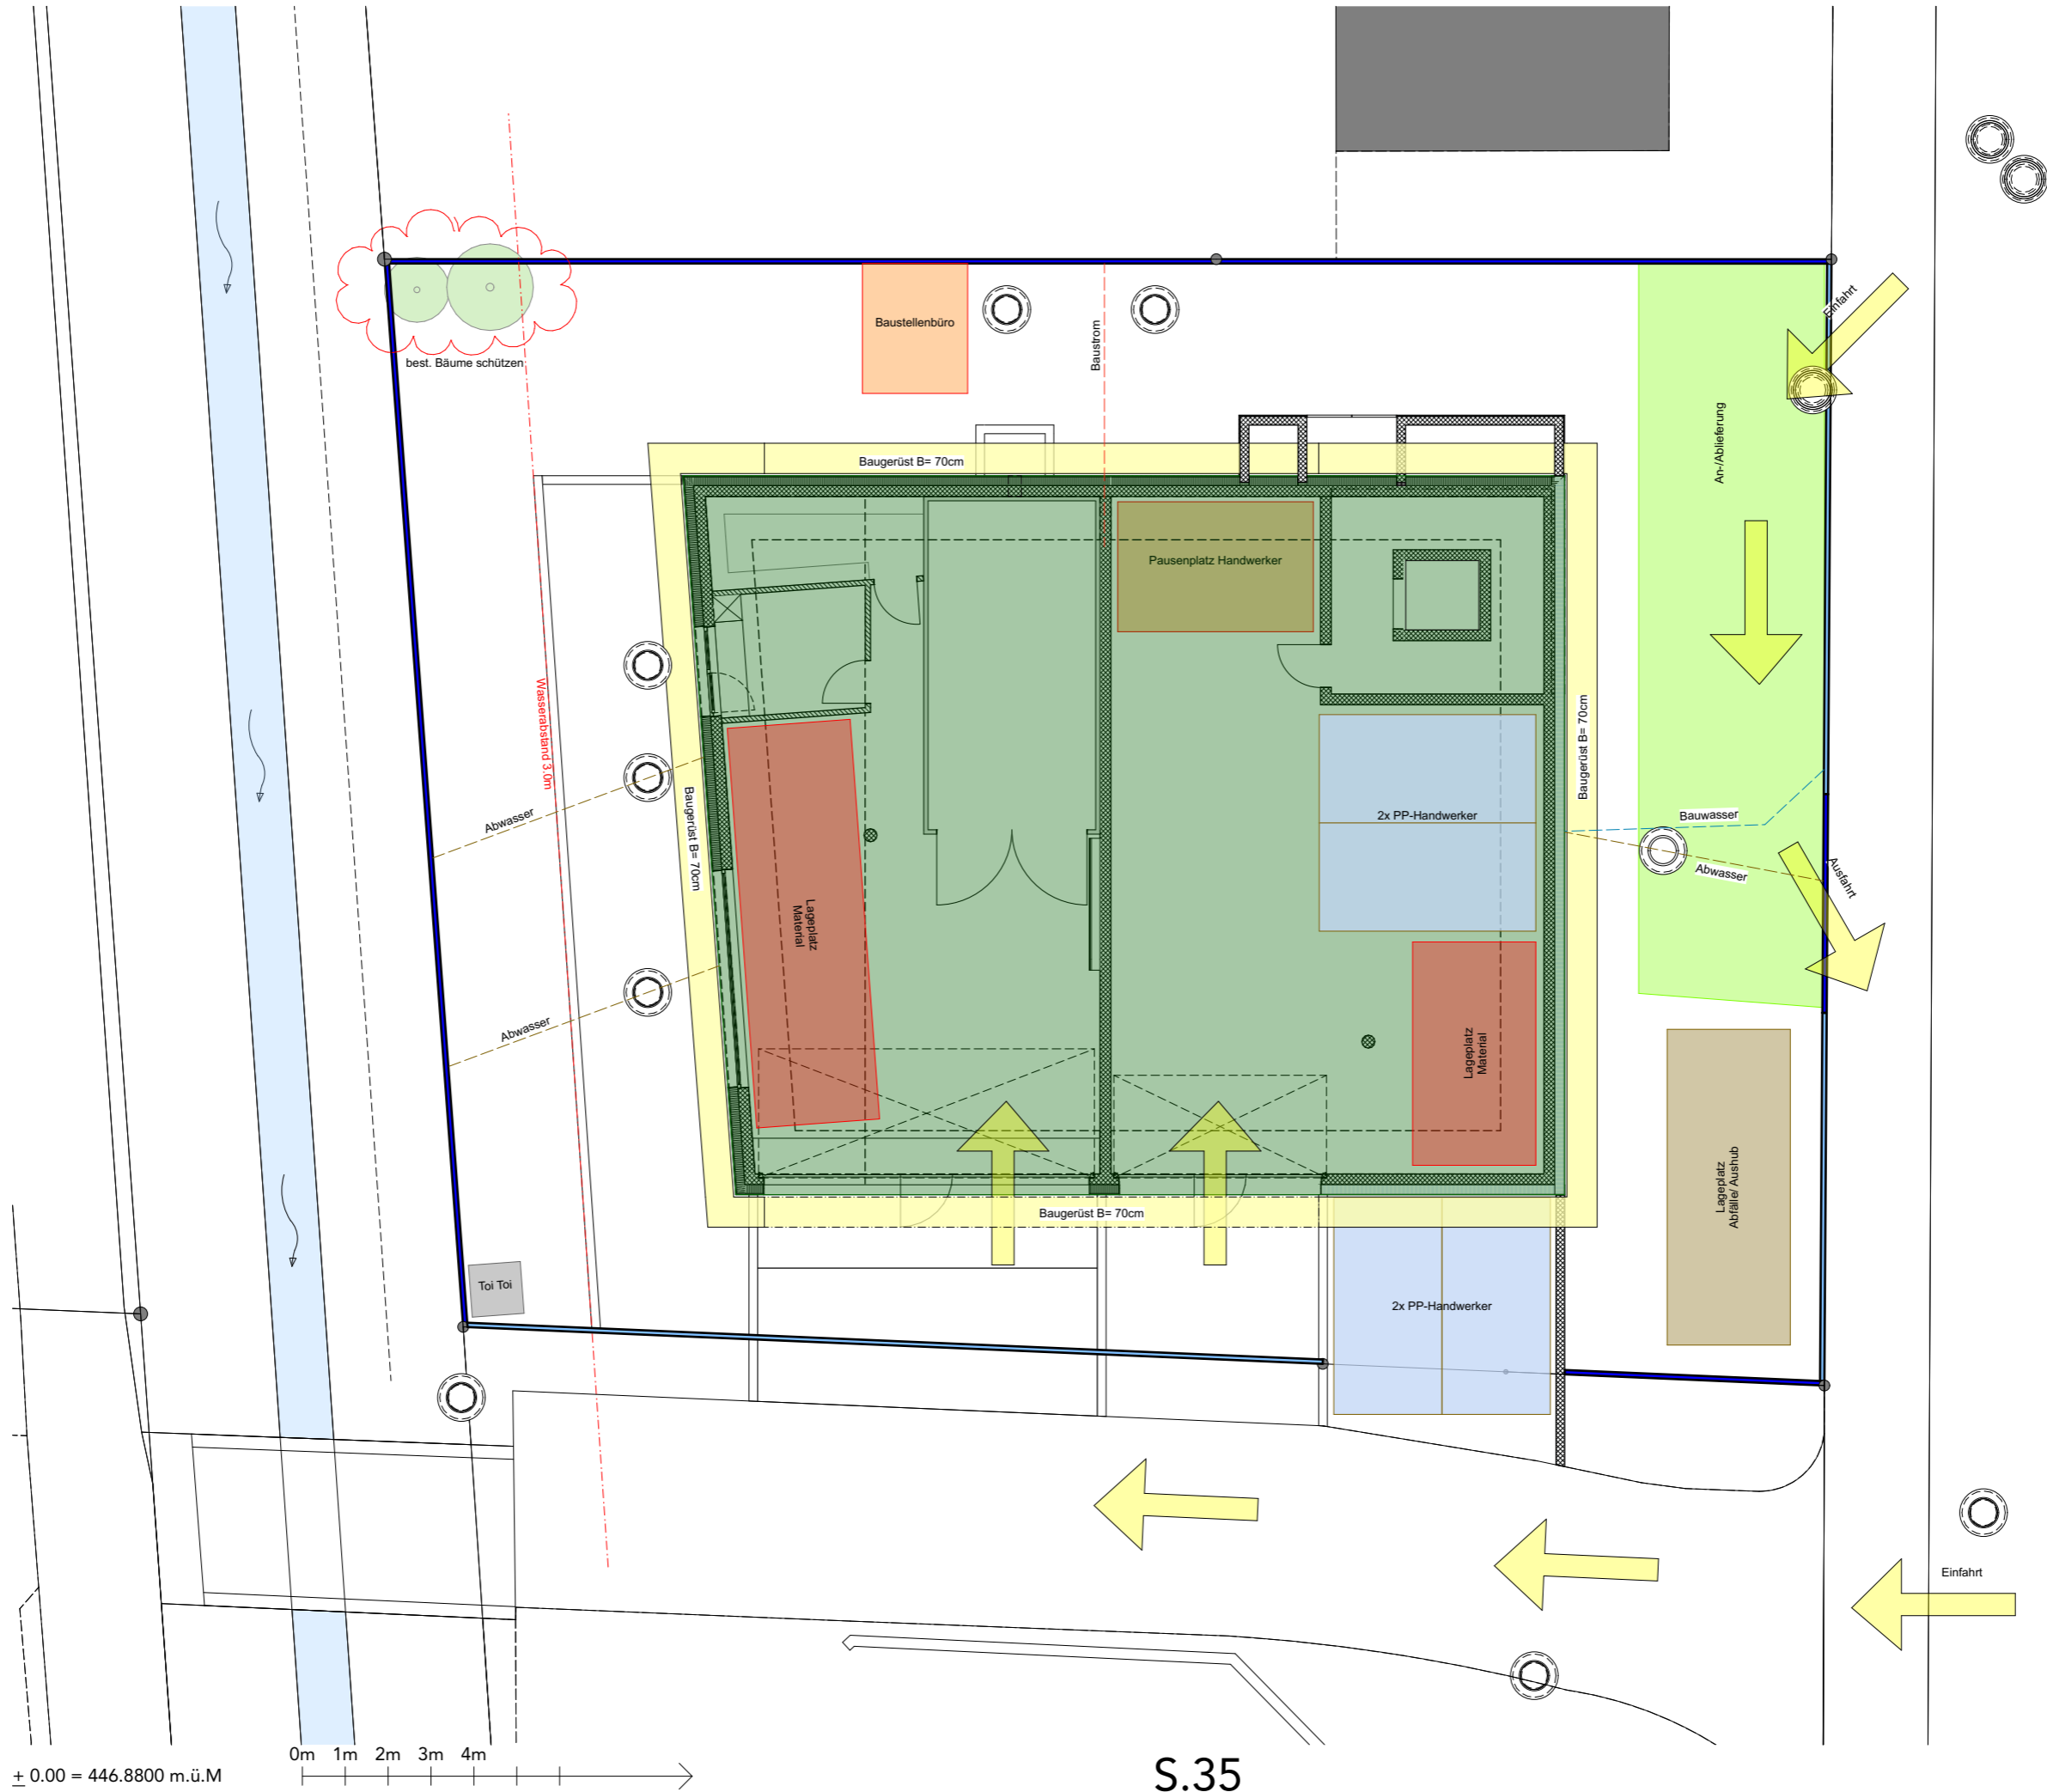 Einfahrt
Baustellenbüro
Baustrom
best. Bäume schützen
An-/Ablieferung
Baugerüst B= 70cm
Pausenplatz Handwerker
Wasserabstand 3.0m
Baugerüst B= 70cm
Baugerüst B= 70cm
Abwasser
2x PP-Handwerker
Bauwasser
Abwasser
Ausfahrt
Lageplatz
Material
Abwasser
Lageplatz
Material
Lageplatz
Abfälle/ Aushub
Baugerüst B= 70cm
Toi Toi
2x PP-Handwerker
Einfahrt
0m 1m 2m 3m 4m
± 0.00 = 446.8800 m.ü.M
S.35